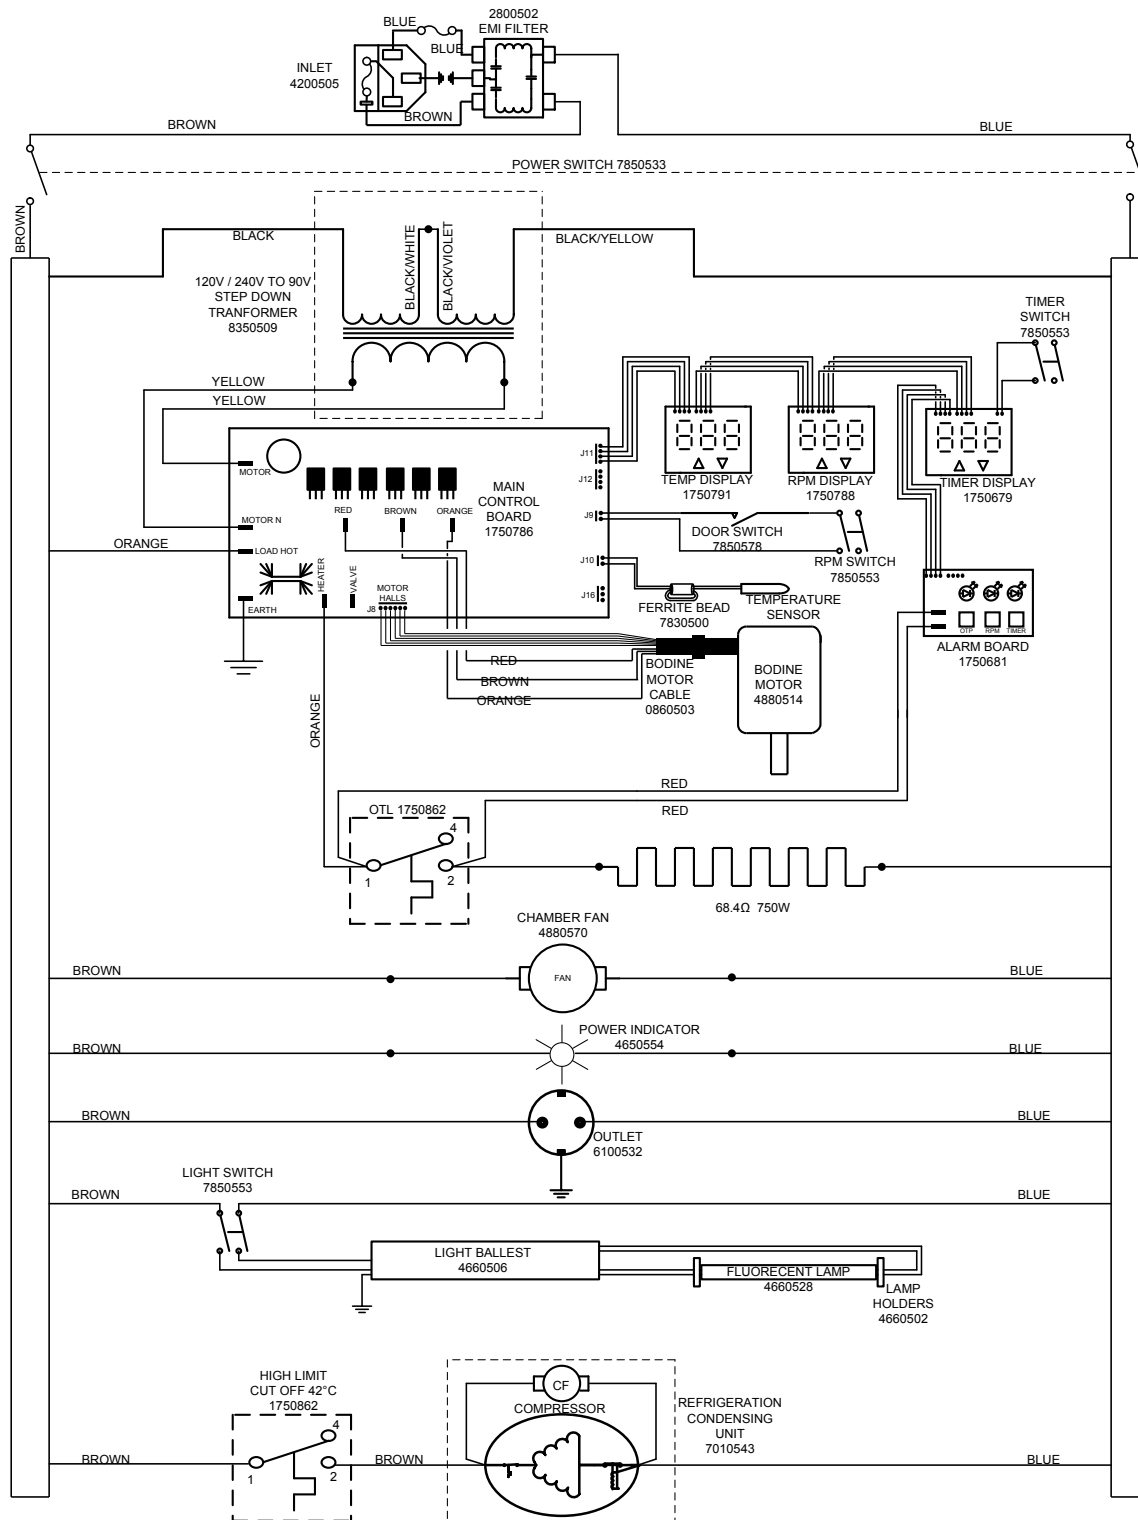 BLUE
2800502
EMI FILTER
BLUE
INLET
4200505
BROWN
BROWN
BLUE
POWER SWITCH 7850533
BROWN
BLACK
BLACK/WHITE
BLACK/VIOLET
BLACK/YELLOW
120V / 240V TO 90V
STEP DOWN
TRANFORMER
8350509
TIMER
SWITCH
7850553
YELLOW
YELLOW
MOTOR
MOTOR N
ORANGE
LOAD HOT
EARTH
HEATER
VALVE
RED
BROWN
ORANGE
MAIN
CONTROL
BOARD
1750786
MOTOR
HALLS
J8
J11
J12
J9
J10
J16
TEMP DISPLAY
1750791
RPM DISPLAY
1750788
TIMER DISPLAY
1750679
DOOR SWITCH
7850578
RPM SWITCH
7850553
FERRITE BEAD
7830500
TEMPERATURE
SENSOR
OTP
RPM
TIMER
ALARM BOARD
1750681
RED
BROWN
ORANGE
BODINE
MOTOR
CABLE
0860503
BODINE
MOTOR
4880514
ORANGE
RED
RED
OTL 1750862
4
1
2
68.4Ω 750W
CHAMBER FAN
4880570
BROWN
FAN
BLUE
POWER INDICATOR
4650554
BROWN
BLUE
BROWN
BLUE
OUTLET
6100532
LIGHT SWITCH
7850553
BROWN
BLUE
LIGHT BALLEST
4660506
FLUORECENT LAMP
4660528
LAMP
HOLDERS
4660502
HIGH LIMIT
CUT OFF 42°C
1750862
4
1
2
BROWN
BROWN
CF
COMPRESSOR
REFRIGERATION
CONDENSING
UNIT
7010543
BLUE